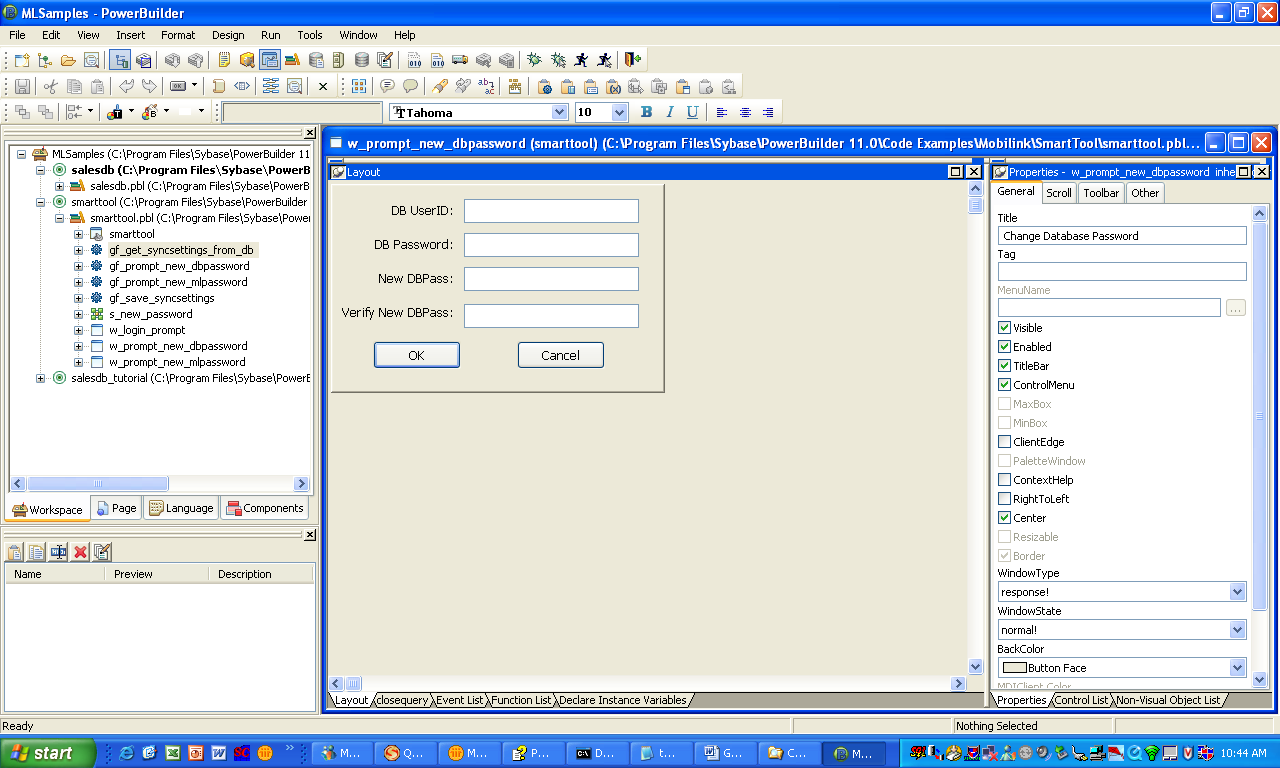 MLSamples - PowerBuilder
File Edit View Insert Format Design Run Tools Window Help
Tahoma 10 B I U
MLSamples (C:\Program Files\Sybase\PowerBuilder 11
salesdb (C:\Program Files\Sybase\Pow
salesdb.pbl (C:\Program Files\Sybase\PowerB
smarttool (C:\Program Files\Sybase\PowerBuilder
smarttool.pbl (C:\Program Files\Sybase\Power
smarttool
gf_get_syncsettings_from_db
gf_prompt_new_dbpassword
gf_prompt_new_mlpassword
gf_save_syncsettings
s_new_password
w_login_prompt
w_prompt_new_dbpassword
w_prompt_new_mlpassword
salesdb_tutorial (C:\Program Files\Sybase\PowerE
Workspace Page Language Components
Name Preview Description
w_prompt_new_dbpassword (smarttool) (C:\Program Files\Sybase\PowerBuilder 11.0\Code Examples\Mobilink\SmartTool\smarttool.pbl...
Layout
DB UserID:
DB Password:
New DBPass:
Verify New DBPass:
OK Cancel
Layout closequery Event List Function List Declare Instance Variables
Properties - w_prompt_new_dbpassword inhe
General Scroll Toolbar Other
Title
Change Database Password
Tag
MenuName
...
Visible
Enabled
TitleBar
ControlMenu
MaxBox
MinBox
ClientEdge
PaletteWindow
ContextHelp
RightToLeft
Center
Resizable
Border
WindowType
response!
WindowState
normal!
BackColor
Button Face
MDIClient Color
Properties Control List Non-Visual Object List
Ready Nothing Selected
start M... Q... M... P... D... t... G... C... M... 10:44 AM